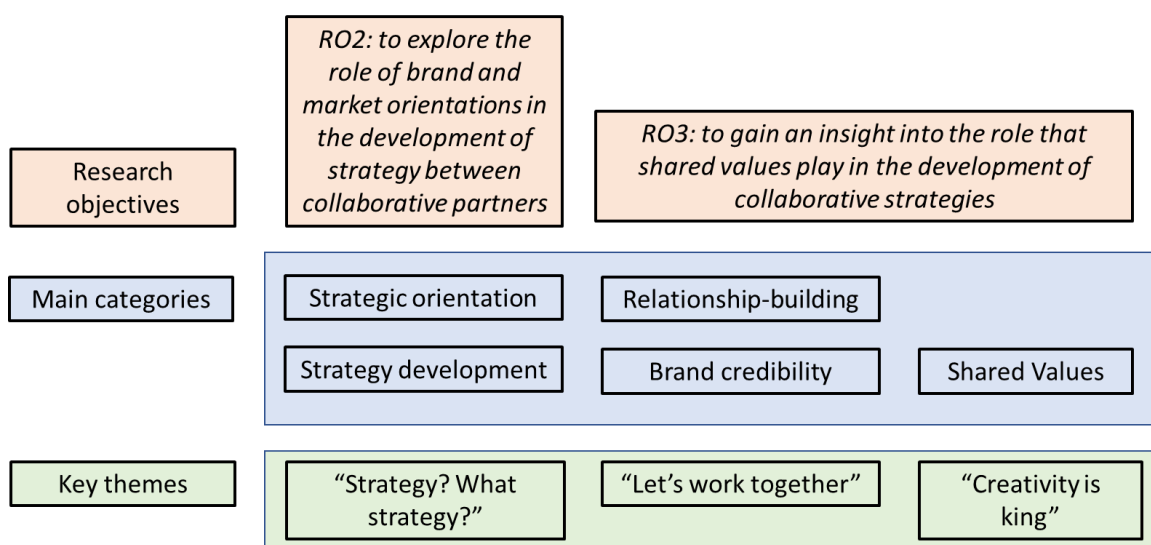 RO2: to explore the
role of brand and
market orientations in
the development of
strategy between
collaborative partners
RO3: to gain an insight into the role that
shared values play in the development of
collaborative strategies
Research
objectives
Main categories
Strategic orientation
Relationship-building
Strategy development
Brand credibility
Shared Values
Key themes
“Strategy? What
strategy?”
“Let’s work together”
“Creativity is
king”